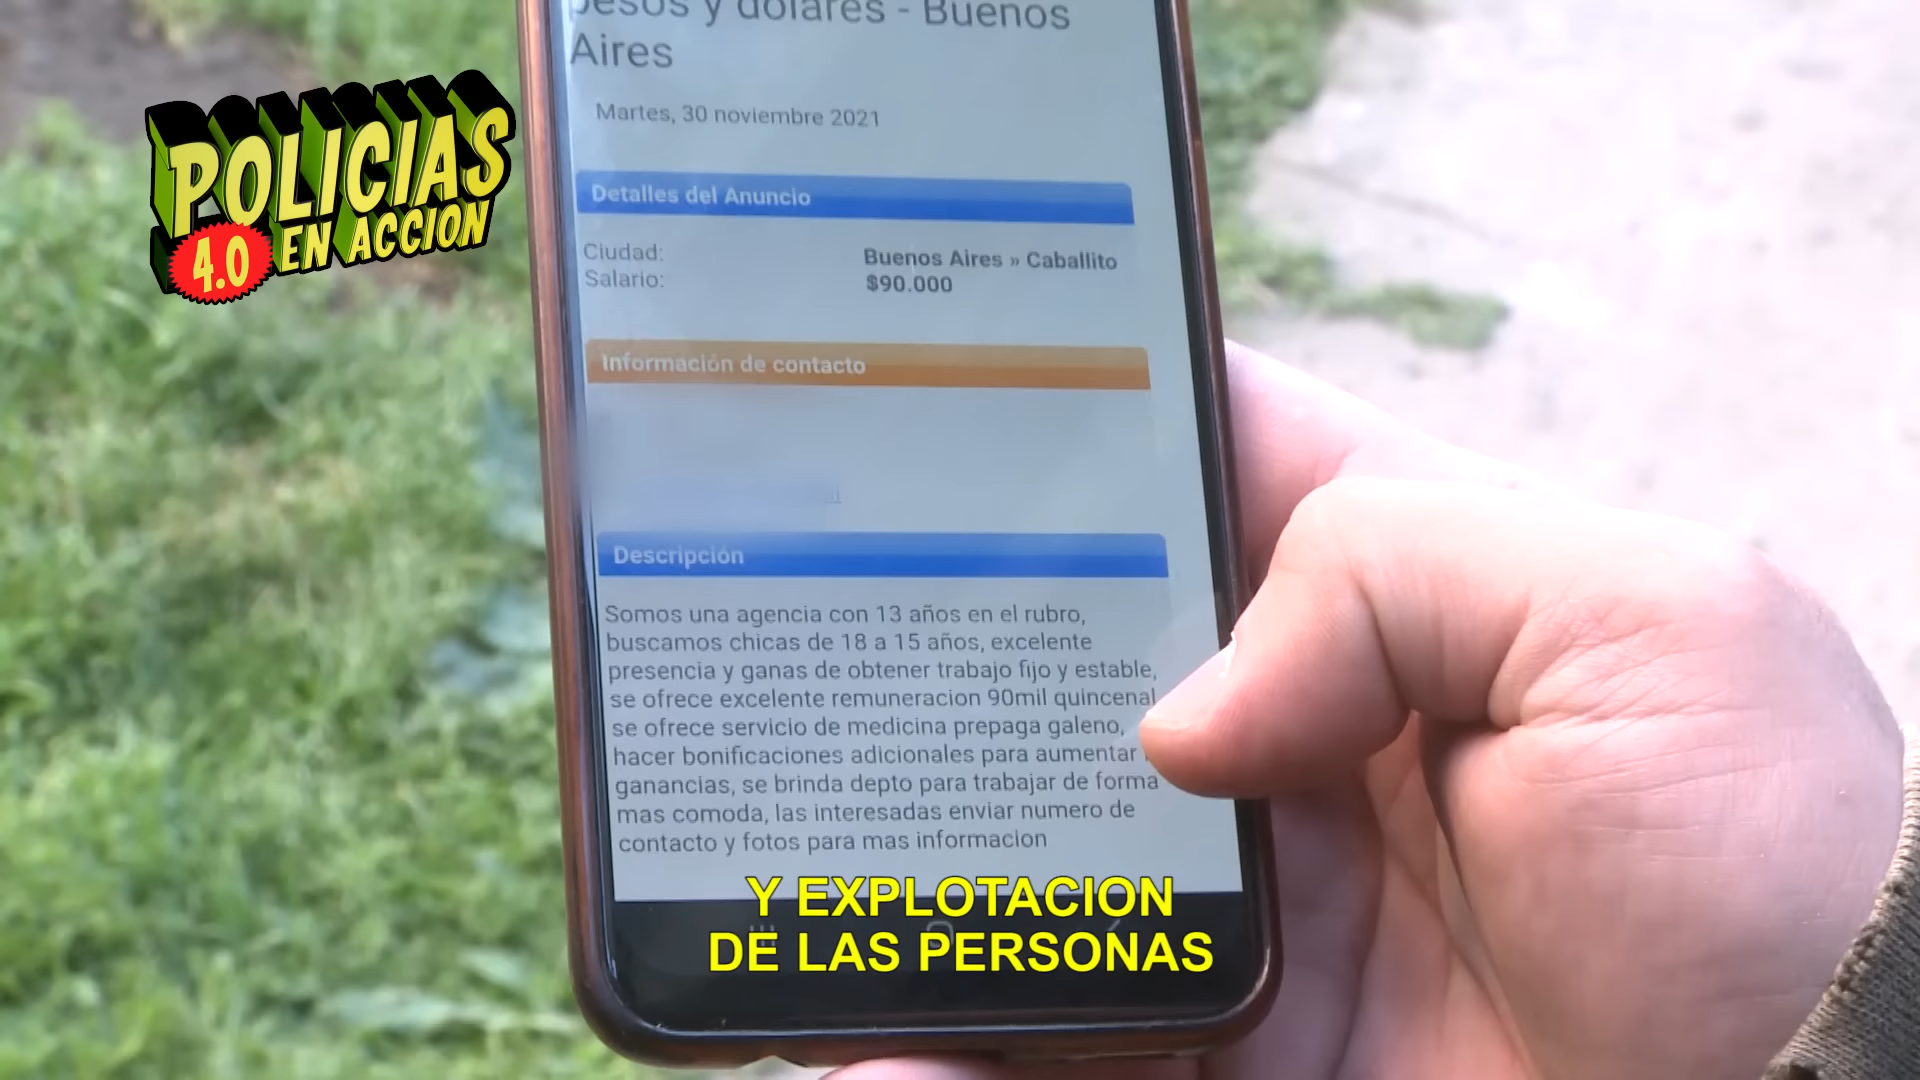 pesos y dólares - Buenos
Aires
Martes, 30 noviembre 2021
POLICIAS
4.0 EN ACCION
Detalles del Anuncio
Ciudad: Buenos Aires » Caballito
Salario: $90.000
Información de contacto
Descripción
Somos una agencia con 13 años en el rubro,
buscamos chicas de 18 a 15 años, excelente
presencia y ganas de obtener trabajo fijo y estable,
se ofrece excelente remuneracion 90mil quincenal
se ofrece servicio de medicina prepaga galeno,
hacer bonificaciones adicionales para aumentar
ganancias, se brinda depto para trabajar de forma
mas comoda, las interesadas enviar numero de
contacto y fotos para mas informacion
Y EXPLOTACION
DE LAS PERSONAS